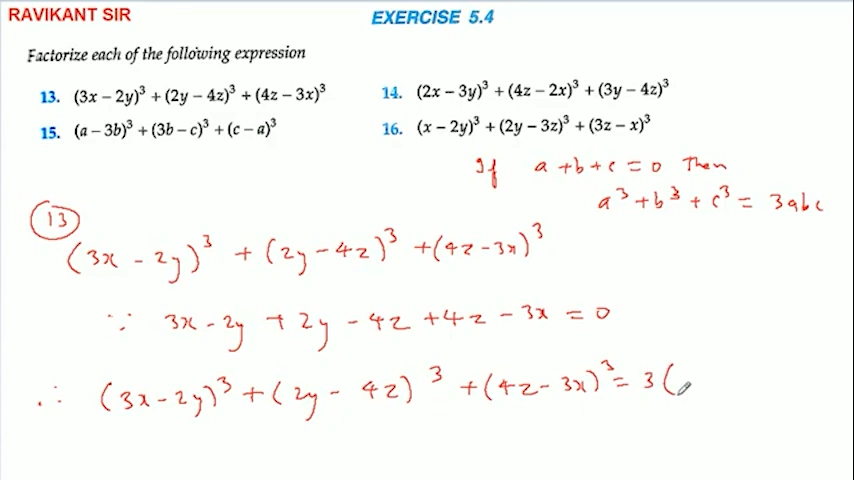 RAVIKANT SIR
EXERCISE 5.4
Factorize each of the following expression
13. (3x – 2y)³ + (2y – 4z)³ + (4z – 3x)³
14. (2x – 3y)³ + (4z – 2x)³ + (3y – 4z)³
15. (a – 3b)³ + (3b – c)³ + (c – a)³
16. (x – 2y)³ + (2y – 3z)³ + (3z – x)³
If a + b + c = 0 Then
a³ + b³ + c³ = 3abc
13
(3x - 2y)³ + (2y - 4z)³ + (4z - 3x)³
∵ 3x - 2y + 2y - 4z + 4z - 3x = 0
∴ (3x - 2y)³ + (2y - 4z)³ + (4z - 3x)³ = 3(